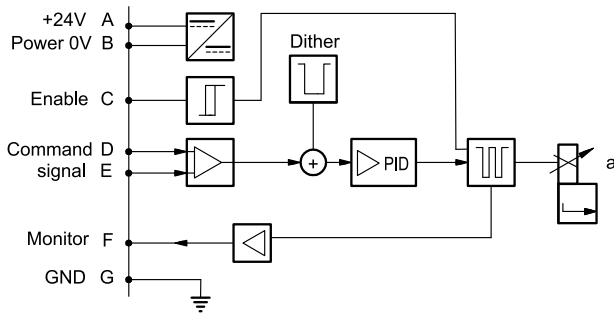 +24V A
Power 0V B
Dither
Enable C
Command D
signal E
+
PID
a
Monitor F
GND G